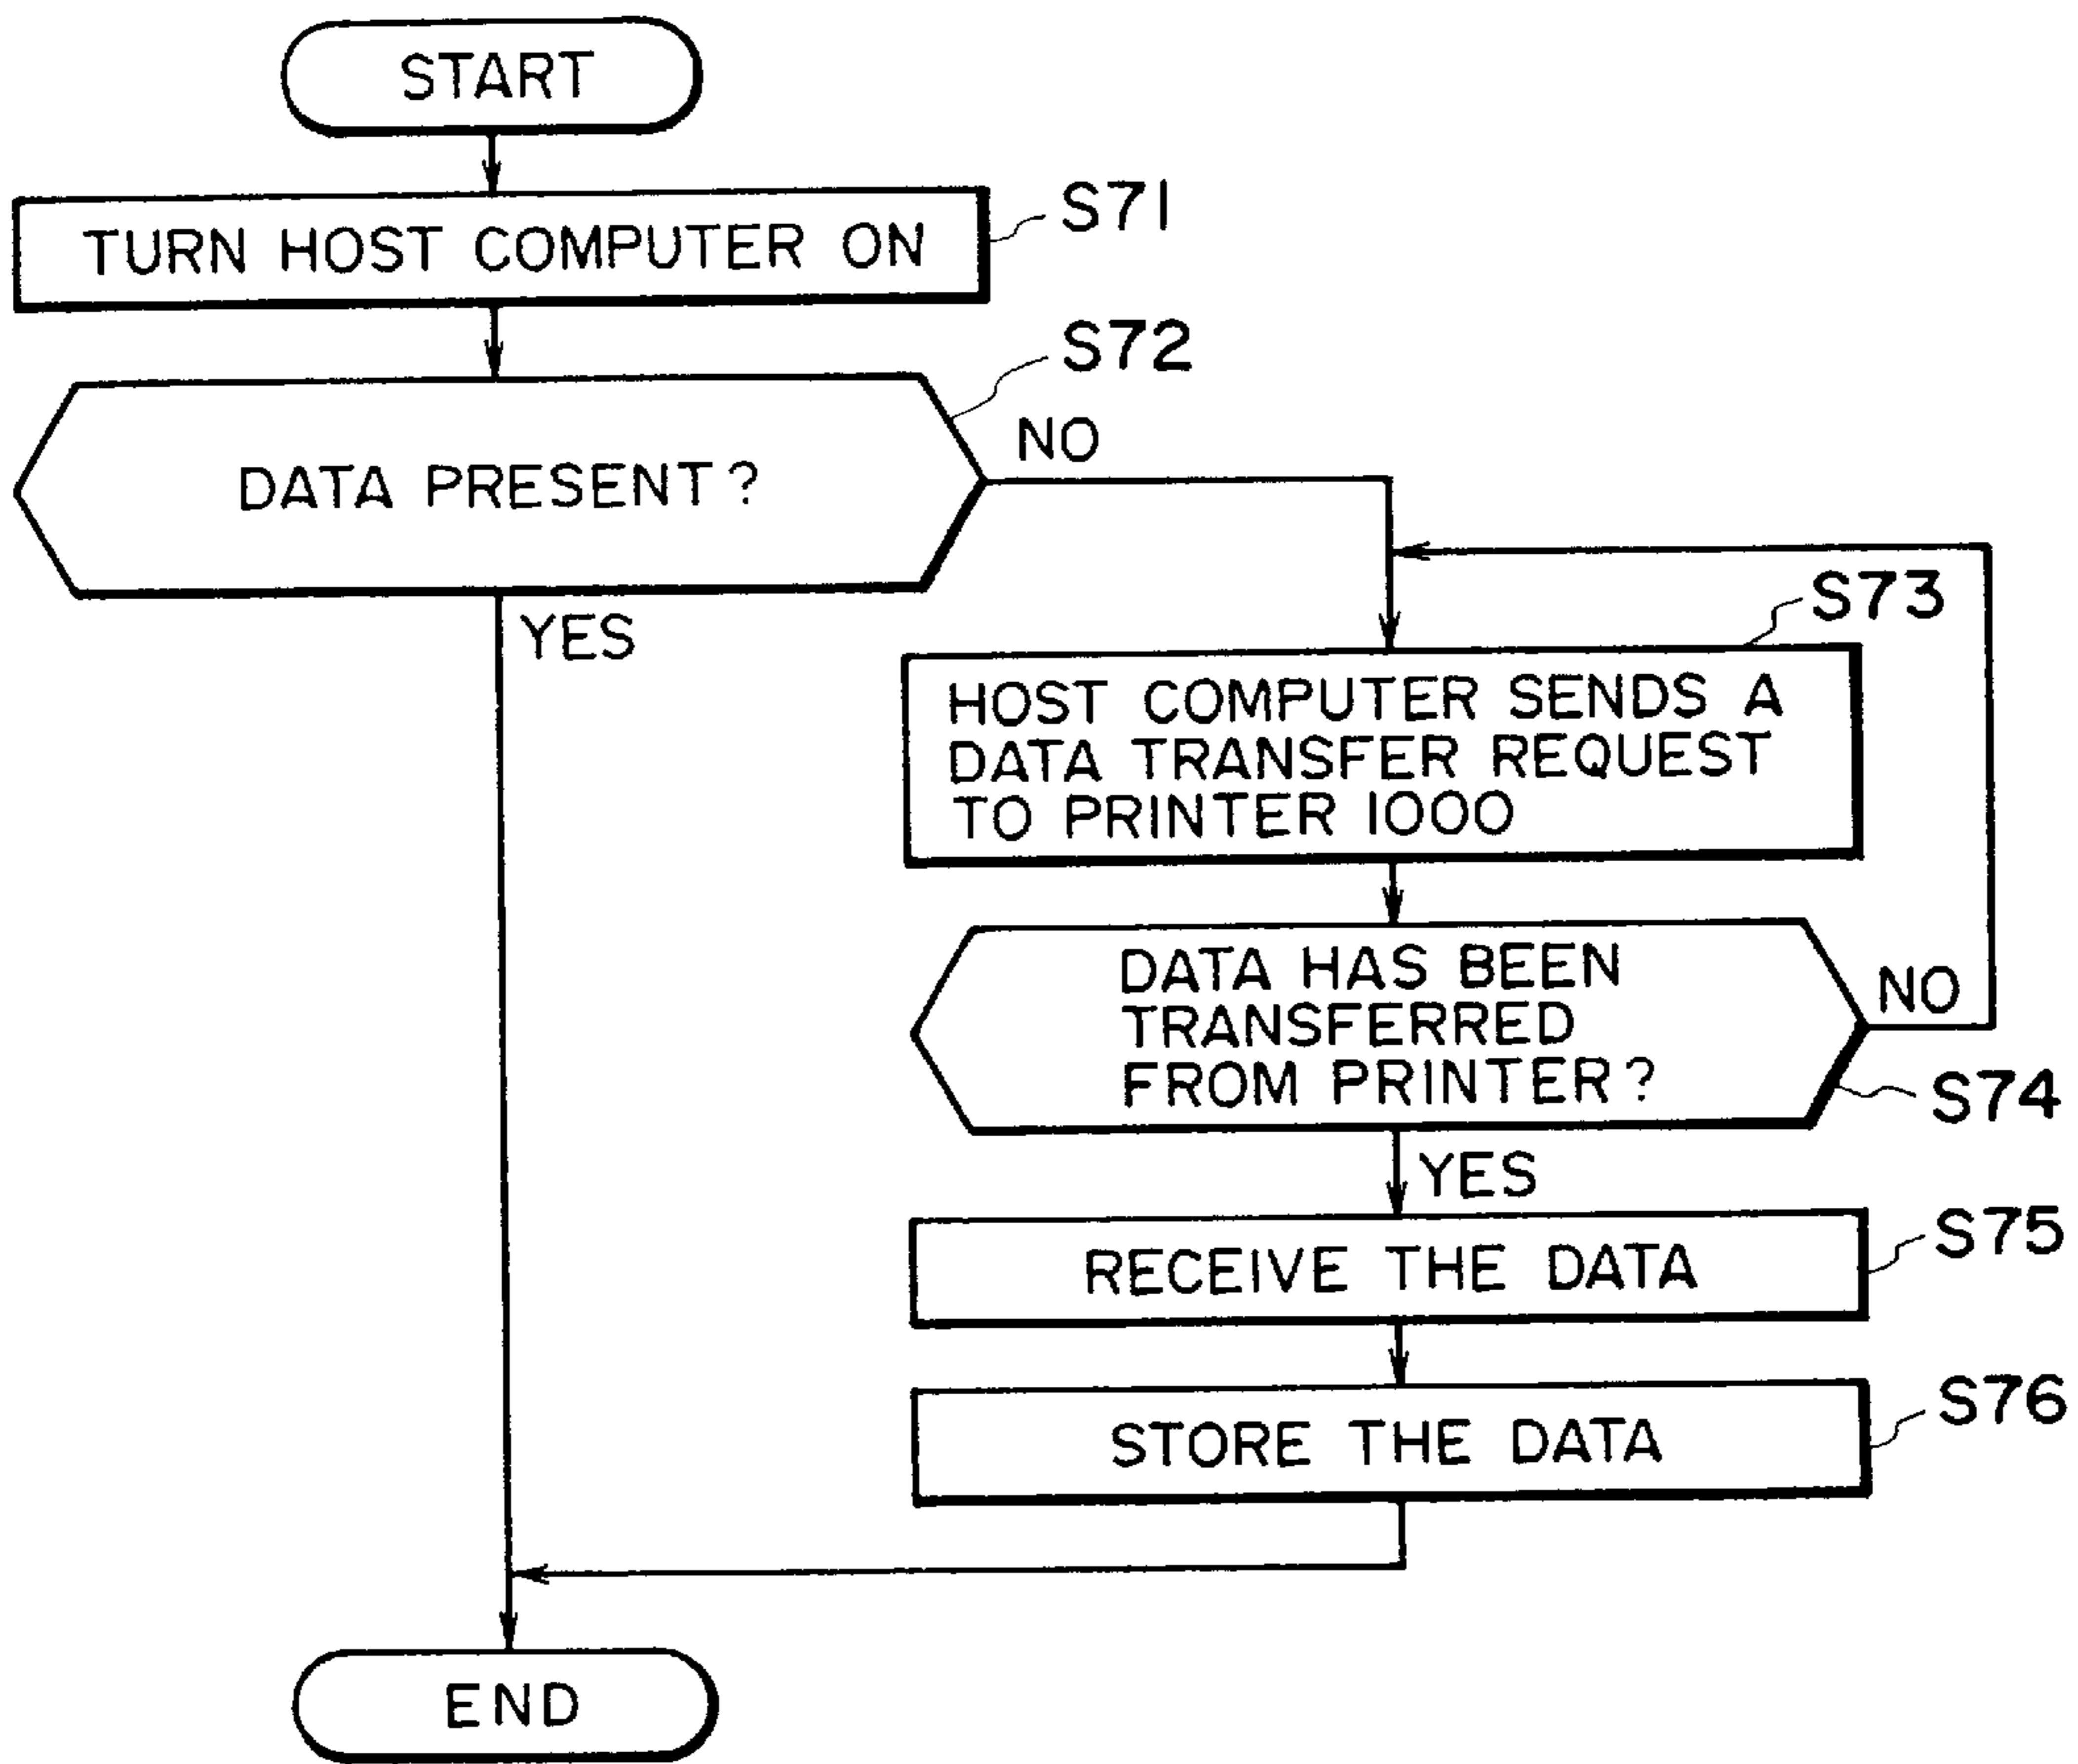 START
TURN HOST COMPUTER ON
S71
S72
DATA PRESENT?
NO
YES
S73
HOST COMPUTER SENDS A
DATA TRANSFER REQUEST
TO PRINTER 1000
DATA HAS BEEN
TRANSFERRED
FROM PRINTER?
NO
S74
YES
RECEIVE THE DATA
S75
STORE THE DATA
S76
END